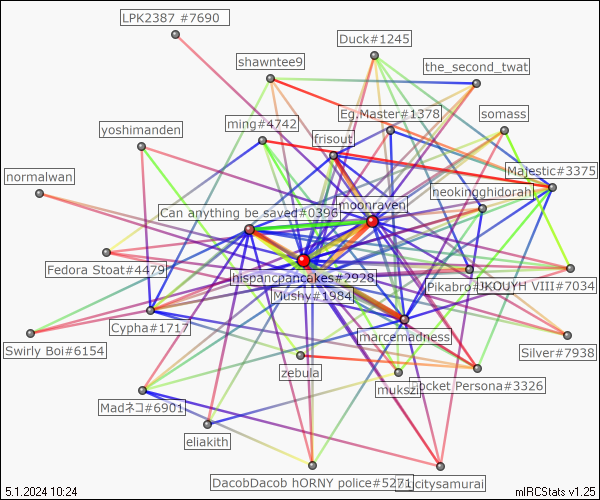 LPK2387 #7690
Duck#1245
shawntee9
the_second_twat
Eg.Master#1378
somass
ming#4742
yoshimanden
frisout
Majestic#3375
normalwan
neokingghidorah
moonraven
Can anything be saved#0396
Fedora Stoat#4479
hispancpancakes#2928
Pikabro
JKOUYH VIII#7034
Mushy#1984
Cypha#1717
marcemadness
Swirly Boi#6154
Silver#7938
zebula
mukszil
ocket Persona#3326
Madネコ#6901
eliakith
DacobDacob hORNY police#5271
citysamurai
5.1.2024 10:24
mIRCStats v1.25